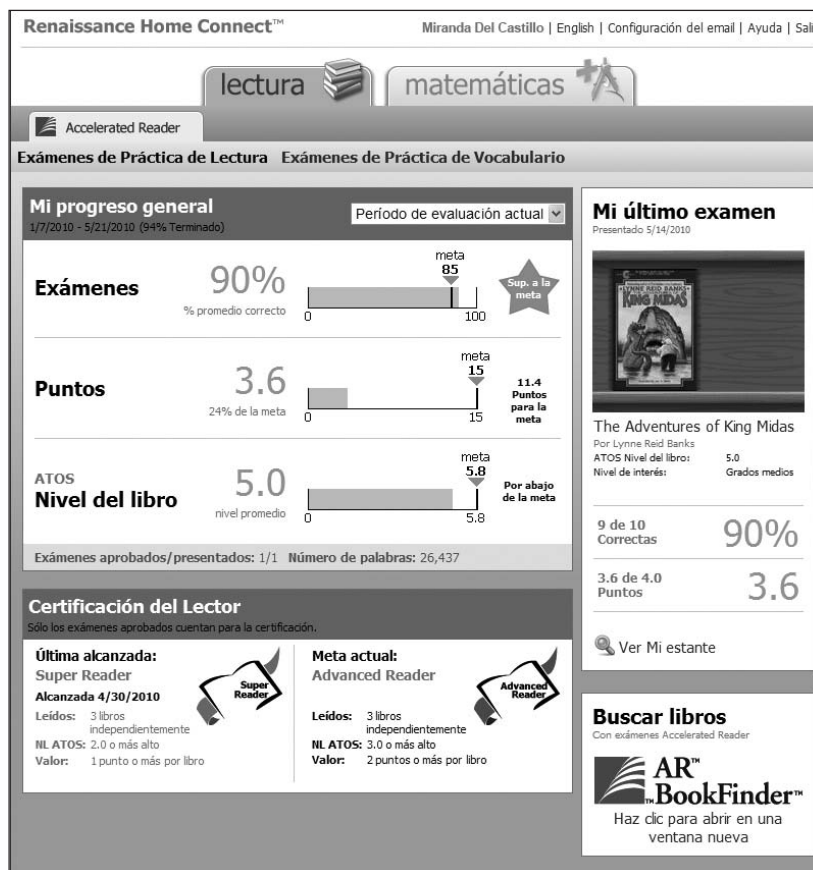 Renaissance Home Connect™
Miranda Del Castillo | English | Configuración del email | Ayuda | Sali
lectura
matemáticas
Accelerated Reader
Exámenes de Práctica de Lectura Exámenes de Práctica de Vocabulario
Mi progreso general
1/7/2010 - 5/21/2010 (94% Terminado)
Período de evaluación actual
Exámenes
90%
% promedio correcto
meta
85
0
100
Sup. a la
meta
Puntos
3.6
24% de la meta
meta
15
0
15
11.4
Puntos
para la
meta
ATOS
Nivel del libro
5.0
nivel promedio
meta
5.8
0
5.8
Por abajo
de la meta
Exámenes aprobados/presentados: 1/1 Número de palabras: 26,437
Certificación del Lector
Sólo los exámenes aprobados cuentan para la certificación.
Última alcanzada:
Super Reader
Alcanzada 4/30/2010
Leídos: 3 libros
independientemente
NL ATOS: 2.0 o más alto
Valor: 1 punto o más por libro
Super
Reader
Meta actual:
Advanced Reader
Leídos: 3 libros
independientemente
NL ATOS: 3.0 o más alto
Valor: 2 puntos o más por libro
Advanced
Reader
Mi último examen
Presentado 5/14/2010
LYNNE REID BANKS
KING MIDAS
The Adventures of King Midas
Por Lynne Reid Banks
ATOS Nivel del libro: 5.0
Nivel de interés: Grados medios
9 de 10
Correctas
90%
3.6 de 4.0
Puntos
3.6
Ver Mi estante
Buscar libros
Con exámenes Accelerated Reader
AR™
™BookFinder™
Haz clic para abrir en una
ventana nueva